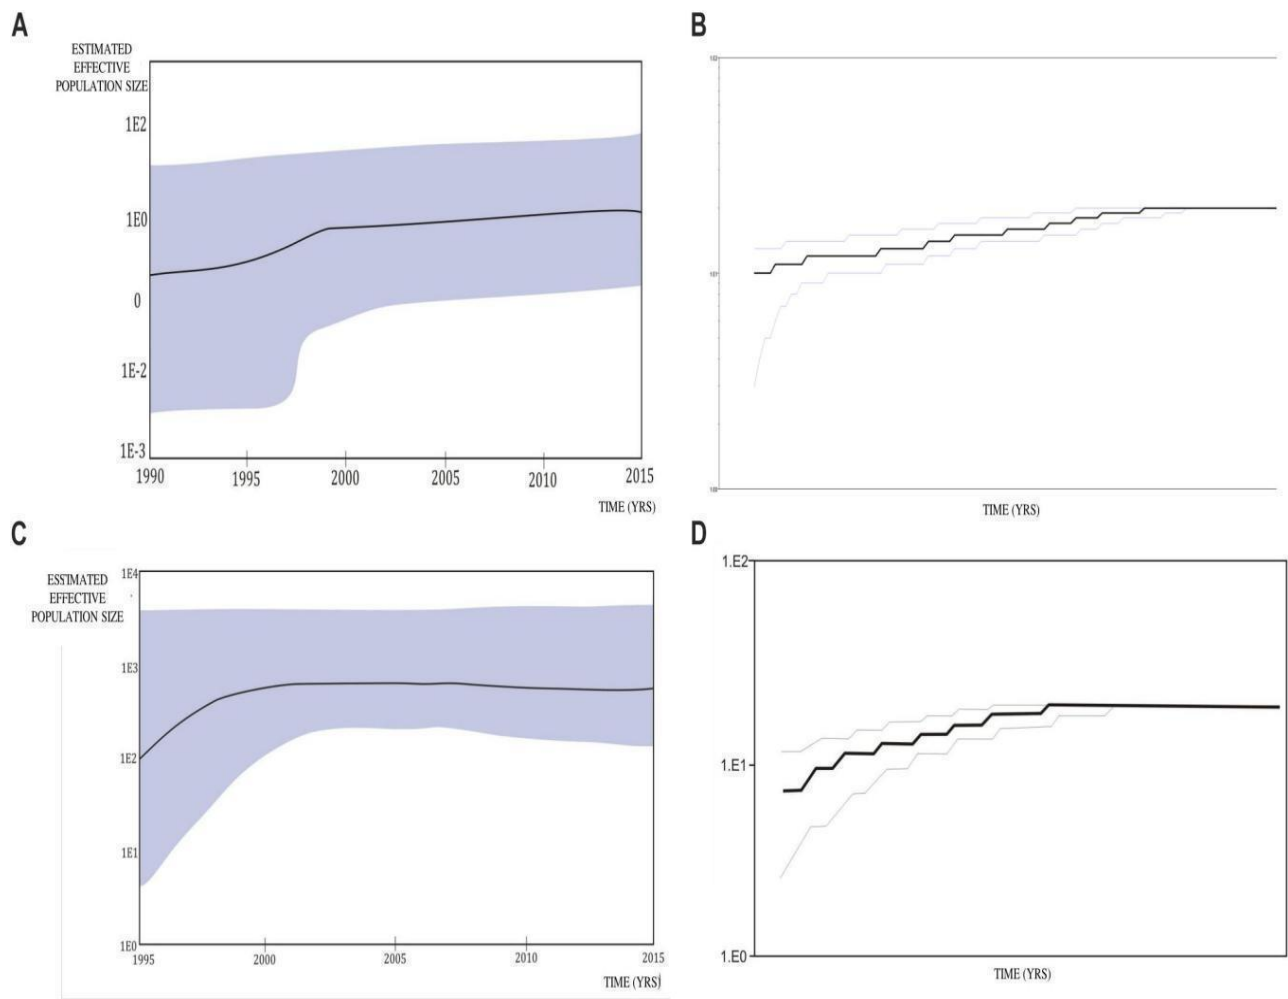 A
ESTIMATED
EFFECTIVE
POPULATION SIZE
1E2
1E0
0
1E-2
1E-3
1990 1995 2000 2005 2010 2015
TIME (YRS)
B
TIME (YRS)
C
ESTIMATED
EFFECTIVE
POPULATION SIZE
1E4
1E3
1E2
1E1
1E0
1995 2000 2005 2010 2015
TIME (YRS)
D
1.E2
1.E1
1.E0
TIME (YRS)